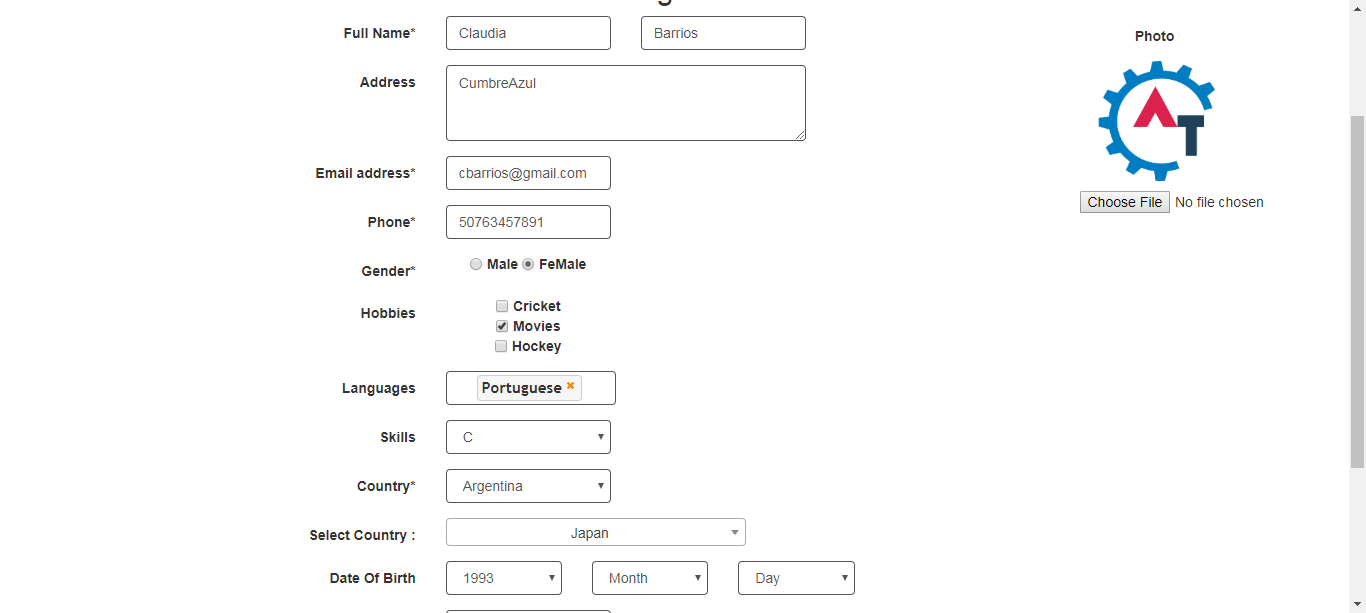 Full Name* Claudia Barrios
Photo
Address CumbreAzul
AT
Email address* cbarrios@gmail.com
Choose File No file chosen
Phone* 50763457891
Gender* Male FeMale
Hobbies Cricket
Movies
Hockey
Languages Portuguese
Skills C
Country* Argentina
Select Country : Japan
Date Of Birth 1993 Month Day